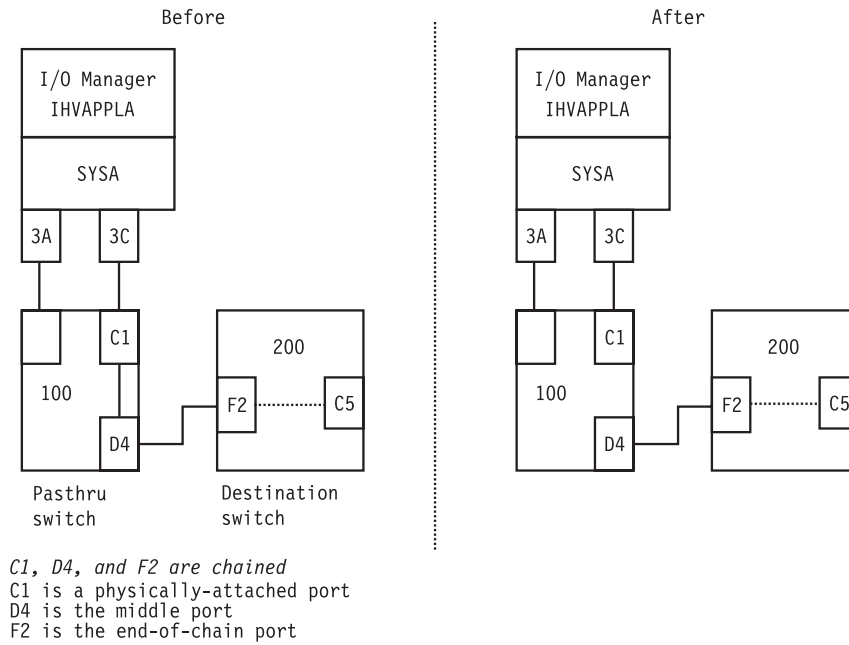 Before
I/O Manager
IHVAPPLA
SYSA
3A
3C
C1
100
D4
200
F2
C5
Pasthru
switch
Destination
switch
After
I/O Manager
IHVAPPLA
SYSA
3A
3C
C1
100
D4
200
F2
C5
C1, D4, and F2 are chained
C1 is a physically-attached port
D4 is the middle port
F2 is the end-of-chain port